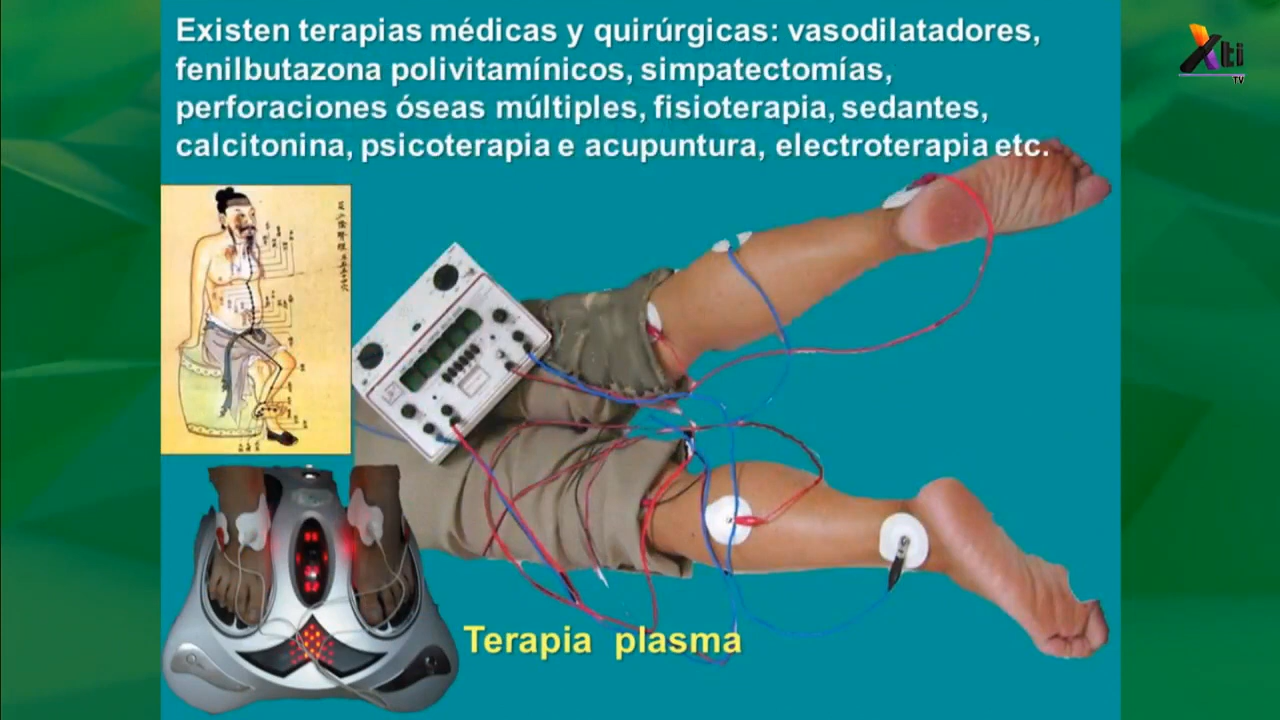 Existen terapias médicas y quirúrgicas: vasodilatadores,
fenilbutazona polivitamínicos, simpatectomías,
perforaciones óseas múltiples, fisioterapia, sedantes,
calcitonina, psicoterapia e acupuntura, electroterapia etc.
Xti
TV
Terapia plasma